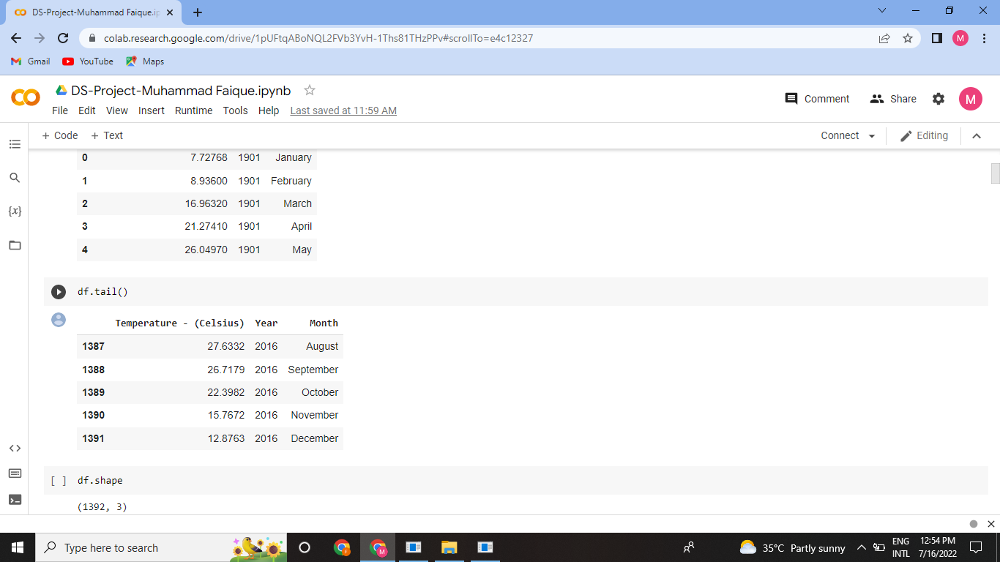 DS-Project-Muhammad Faique.ip
colab.research.google.com/drive/1pUFtqABoNQL2FVb3YvH-1Ths81THzPPv#scrollTo=e4c12327
M
Gmail YouTube Maps
DS-Project-Muhammad Faique.ipynb
File Edit View Insert Runtime Tools Help Last saved at 11:59 AM
Comment Share M
+ Code + Text Connect Editing
0 7.72768 1901 January
1 8.93600 1901 February
2 16.96320 1901 March
3 21.27410 1901 April
4 26.04970 1901 May
{x}
df.tail()
Temperature - (Celsius) Year Month
1387 27.6332 2016 August
1388 26.7179 2016 September
1389 22.3982 2016 October
1390 15.7672 2016 November
1391 12.8763 2016 December
[ ] df.shape
(1392, 3)
Type here to search
F
M
35°C Partly sunny
ENG
INTL
12:54 PM
7/16/2022